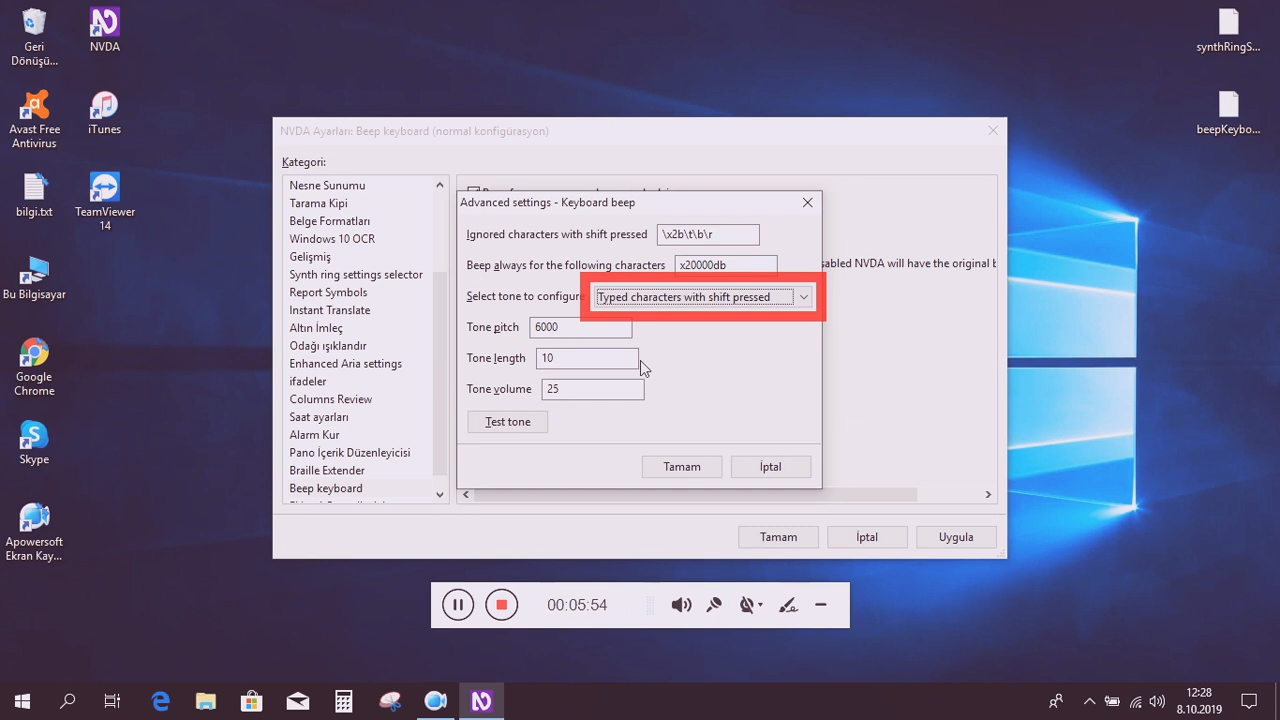 Geri
Dönüşü...
NVDA
Avast Free
Antivirus
iTunes
bilgi.txt
TeamViewer
14
Bu Bilgisayar
Google
Chrome
Skype
Apowersoft
Ekran Kay...
synthRingS...
beepKeybo...
NVDA Ayarları: Beep keyboard (normal konfigürasyon)
Kategori:
Nesne Sunumu
Tarama Kipi
Belge Formatları
Windows 10 OCR
Gelişmiş
Synth ring settings selector
Report Symbols
Instant Translate
Altın İmleç
Odağı ışıklandır
Enhanced Aria settings
ifadeler
Columns Review
Saat ayarları
Alarm Kur
Pano İçerik Düzenleyicisi
Braille Extender
Beep keyboard
Advanced settings - Keyboard beep
Ignored characters with shift pressed \x2b\t\b\r
Beep always for the following characters x20000db
sabled NVDA will have the original b
Select tone to configure Typed characters with shift pressed
Tone pitch 6000
Tone length 10
Tone volume 25
Test tone
Tamam İptal
Tamam İptal Uygula
00:05:54
12:28
8.10.2019